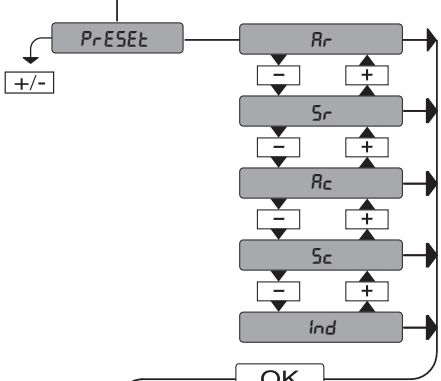 PrESEt
Ar
+/-
- +
Sr
- +
Ac
- +
Sc
- +
Ind
OK